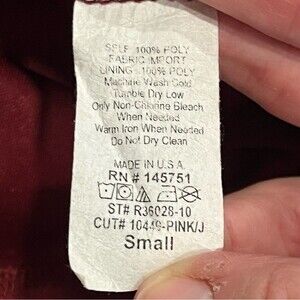 SELF 100% POLY
FABRIC IMPORT
LINING 100% POLY
Machine Wash Cold
Tumble Dry Low
Only Non-Chlorine Bleach
When Needed
Warm Iron When Needed
Do Not Dry Clean
MADE IN U.S.A.
RN # 145751
ST# R36028-10
CUT# 10449-PINK/J
Small